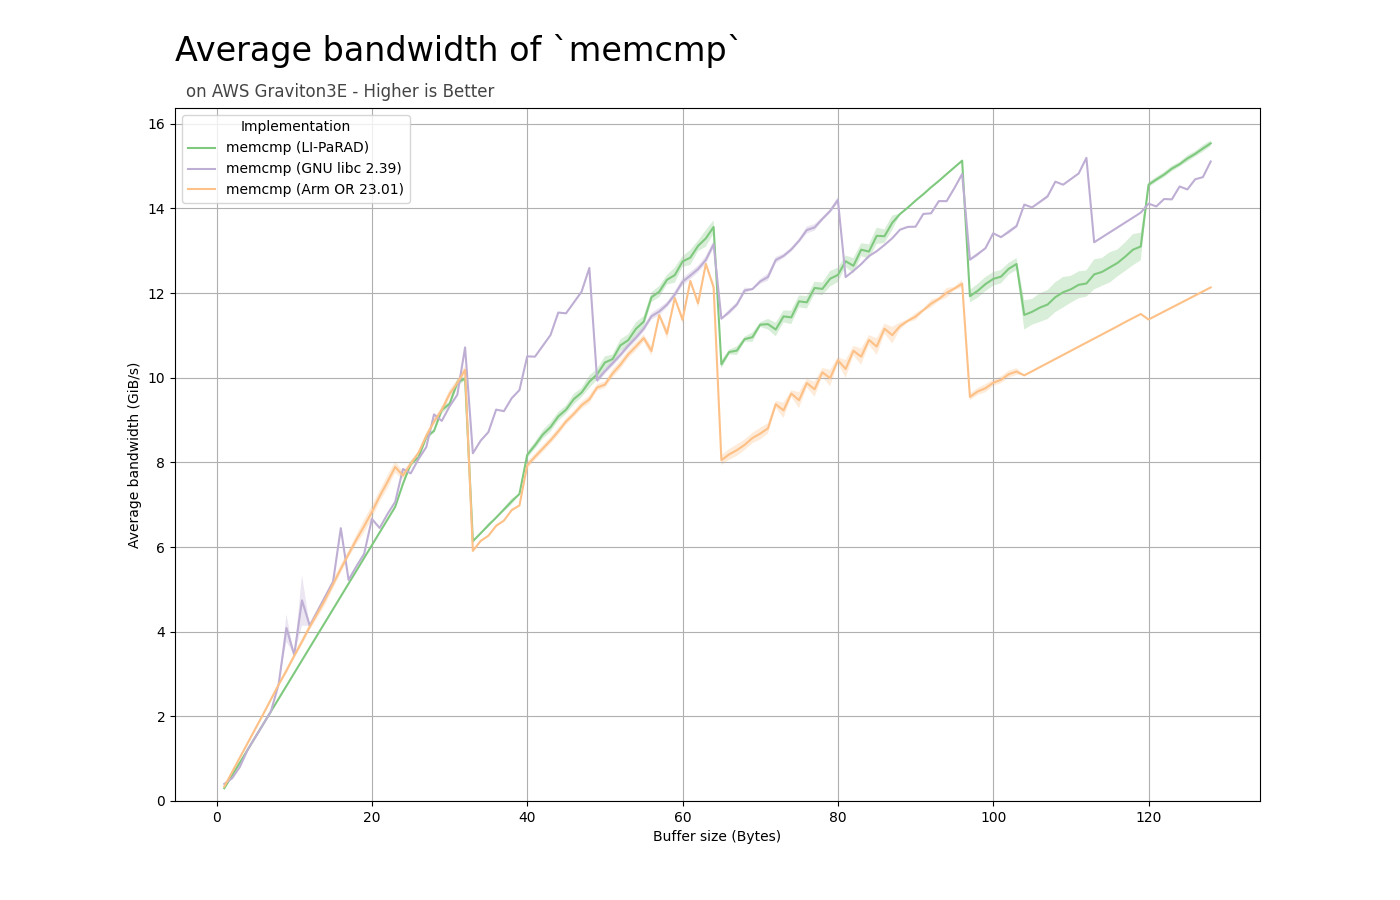 Average bandwidth of `memcmp`
on AWS Graviton3E - Higher is Better
Implementation
memcmp (LI-PaRAD)
memcmp (GNU libc 2.39)
memcmp (Arm OR 23.01)
Average bandwidth (GiB/s)
16
14
12
10
8
6
4
2
0
0 20 40 60 80 100 120
Buffer size (Bytes)